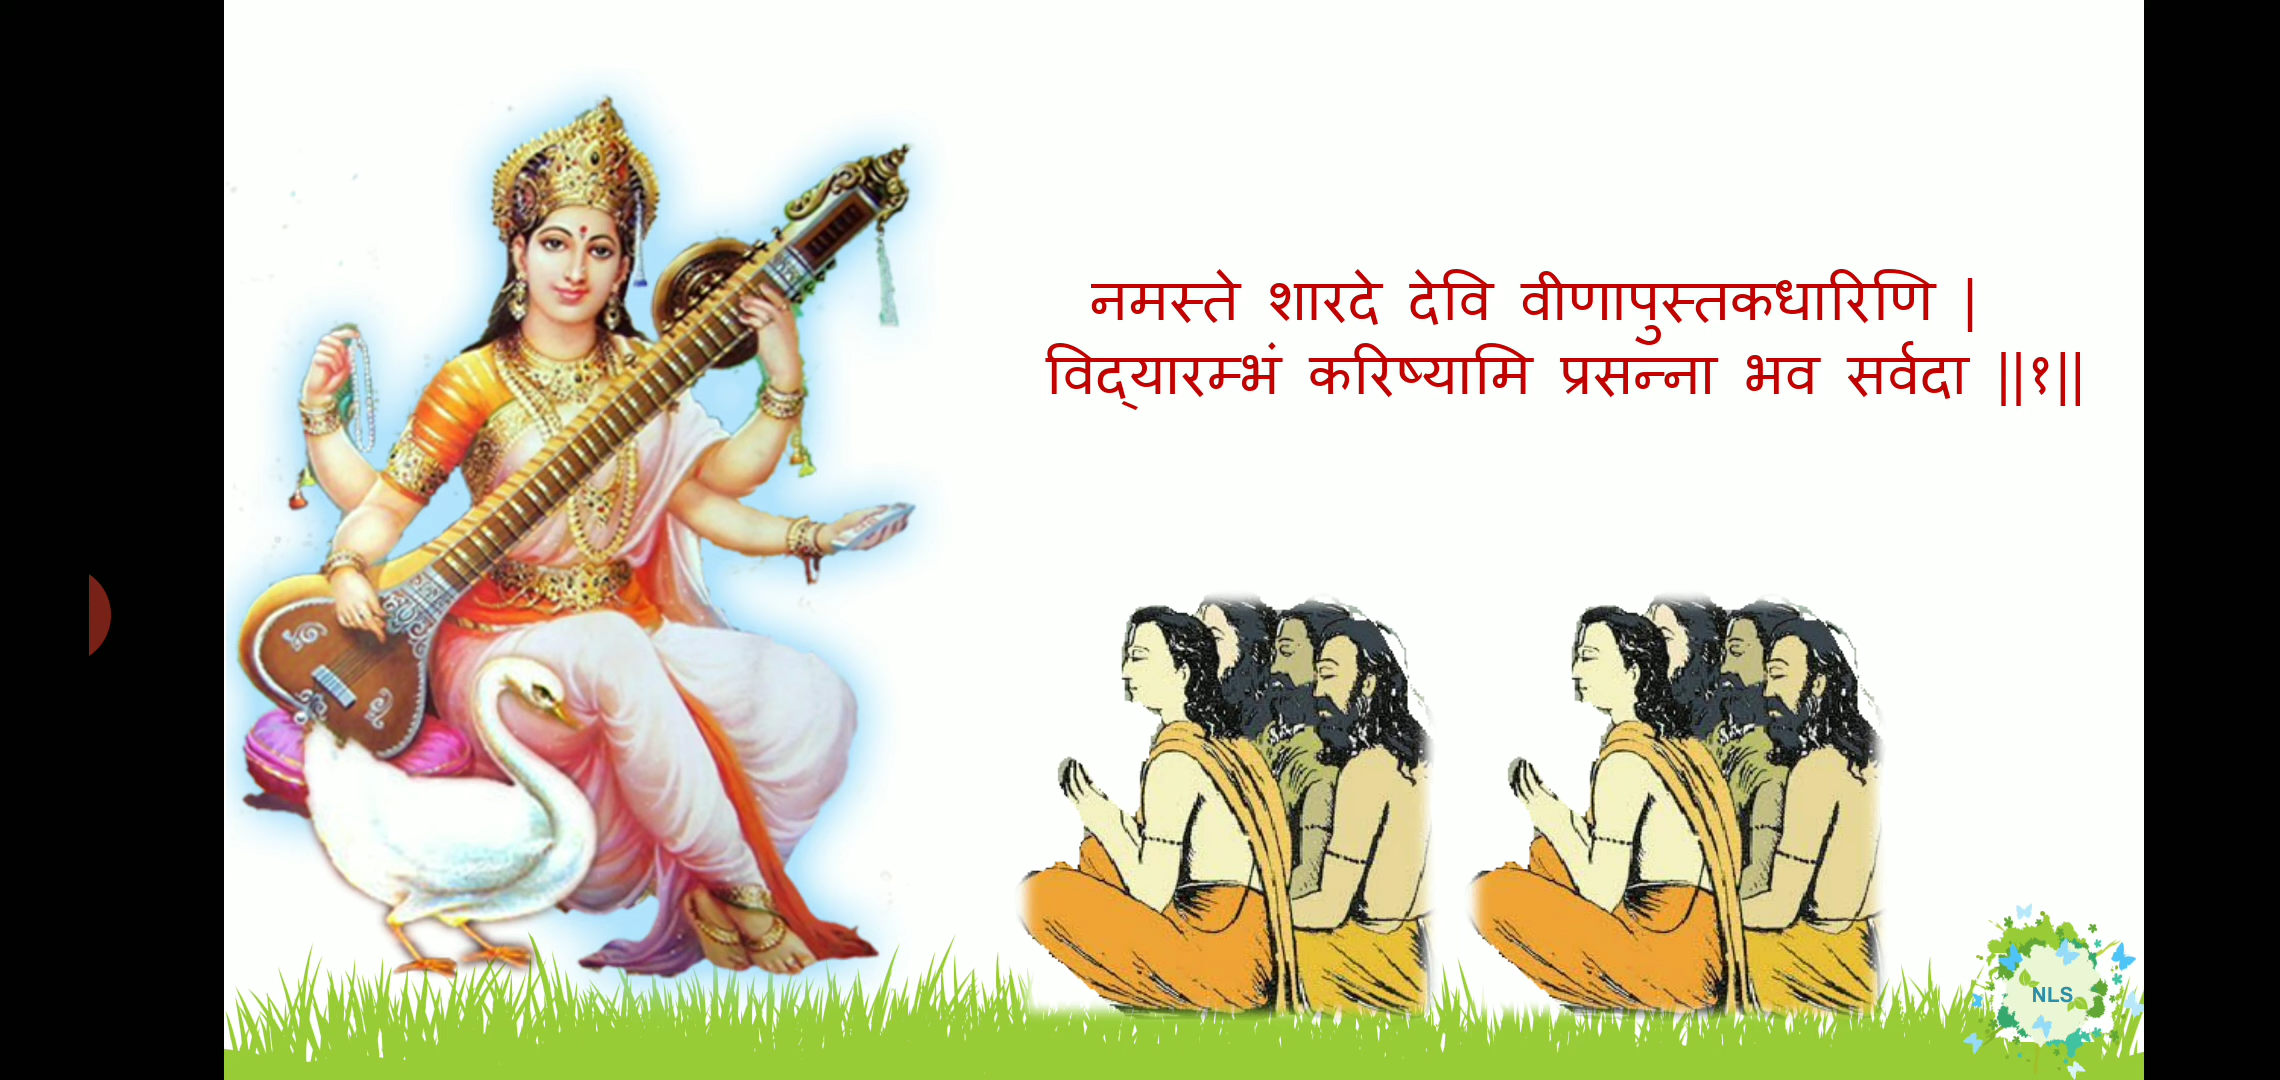 नमस्ते शारदे देवि वीणापुस्तकधारिणि |
विद्यारम्भं करिष्यामि प्रसन्ना भव सर्वदा ||१||
NLS